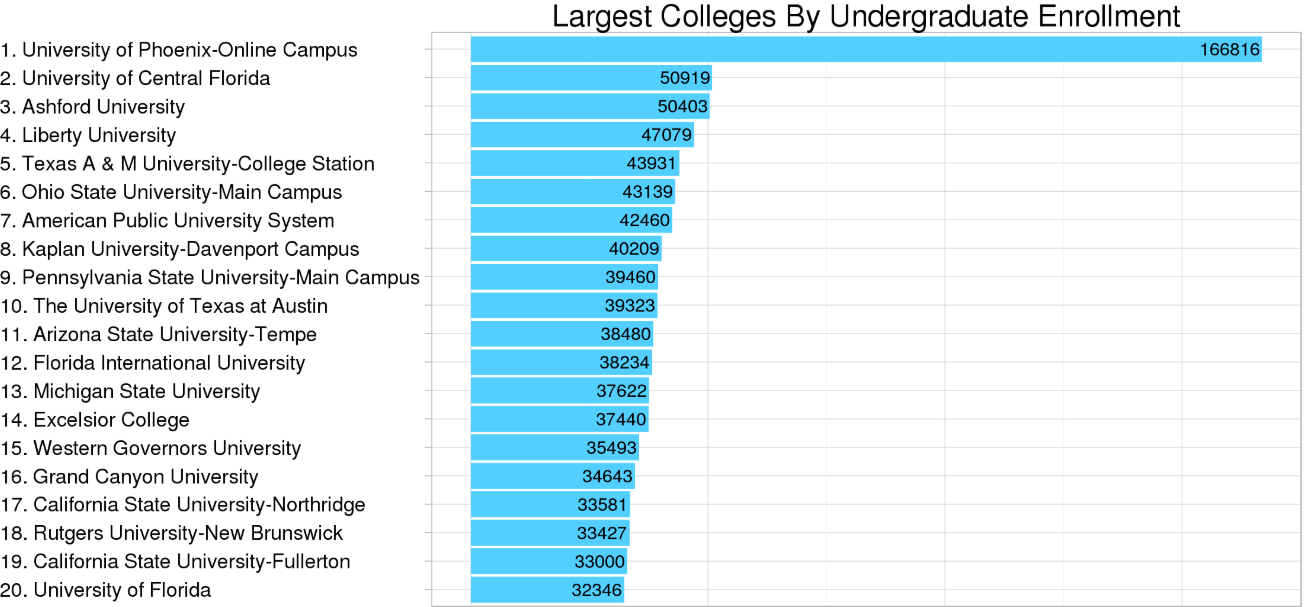 Largest Colleges By Undergraduate Enrollment
1. University of Phoenix-Online Campus 166816
2. University of Central Florida 50919
3. Ashford University 50403
4. Liberty University 47079
5. Texas A & M University-College Station 43931
6. Ohio State University-Main Campus 43139
7. American Public University System 42460
8. Kaplan University-Davenport Campus 40209
9. Pennsylvania State University-Main Campus 39460
10. The University of Texas at Austin 39323
11. Arizona State University-Tempe 38480
12. Florida International University 38234
13. Michigan State University 37622
14. Excelsior College 37440
15. Western Governors University 35493
16. Grand Canyon University 34643
17. California State University-Northridge 33581
18. Rutgers University-New Brunswick 33427
19. California State University-Fullerton 33000
20. University of Florida 32346